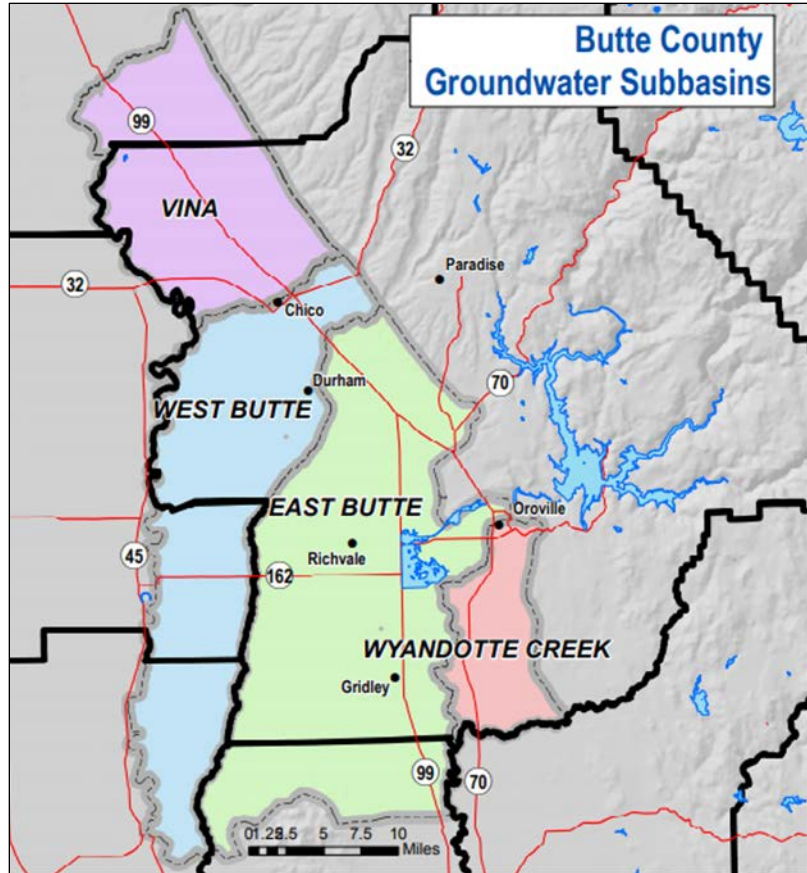 Butte County
Groundwater Subbasins
99
32
VINA
Paradise
32
Chico
70
Durham
WEST BUTTE
EAST BUTTE
Oroville
Richvale
45
162
WYANDOTTE CREEK
Gridley
99
70
5
7.5
10
Miles